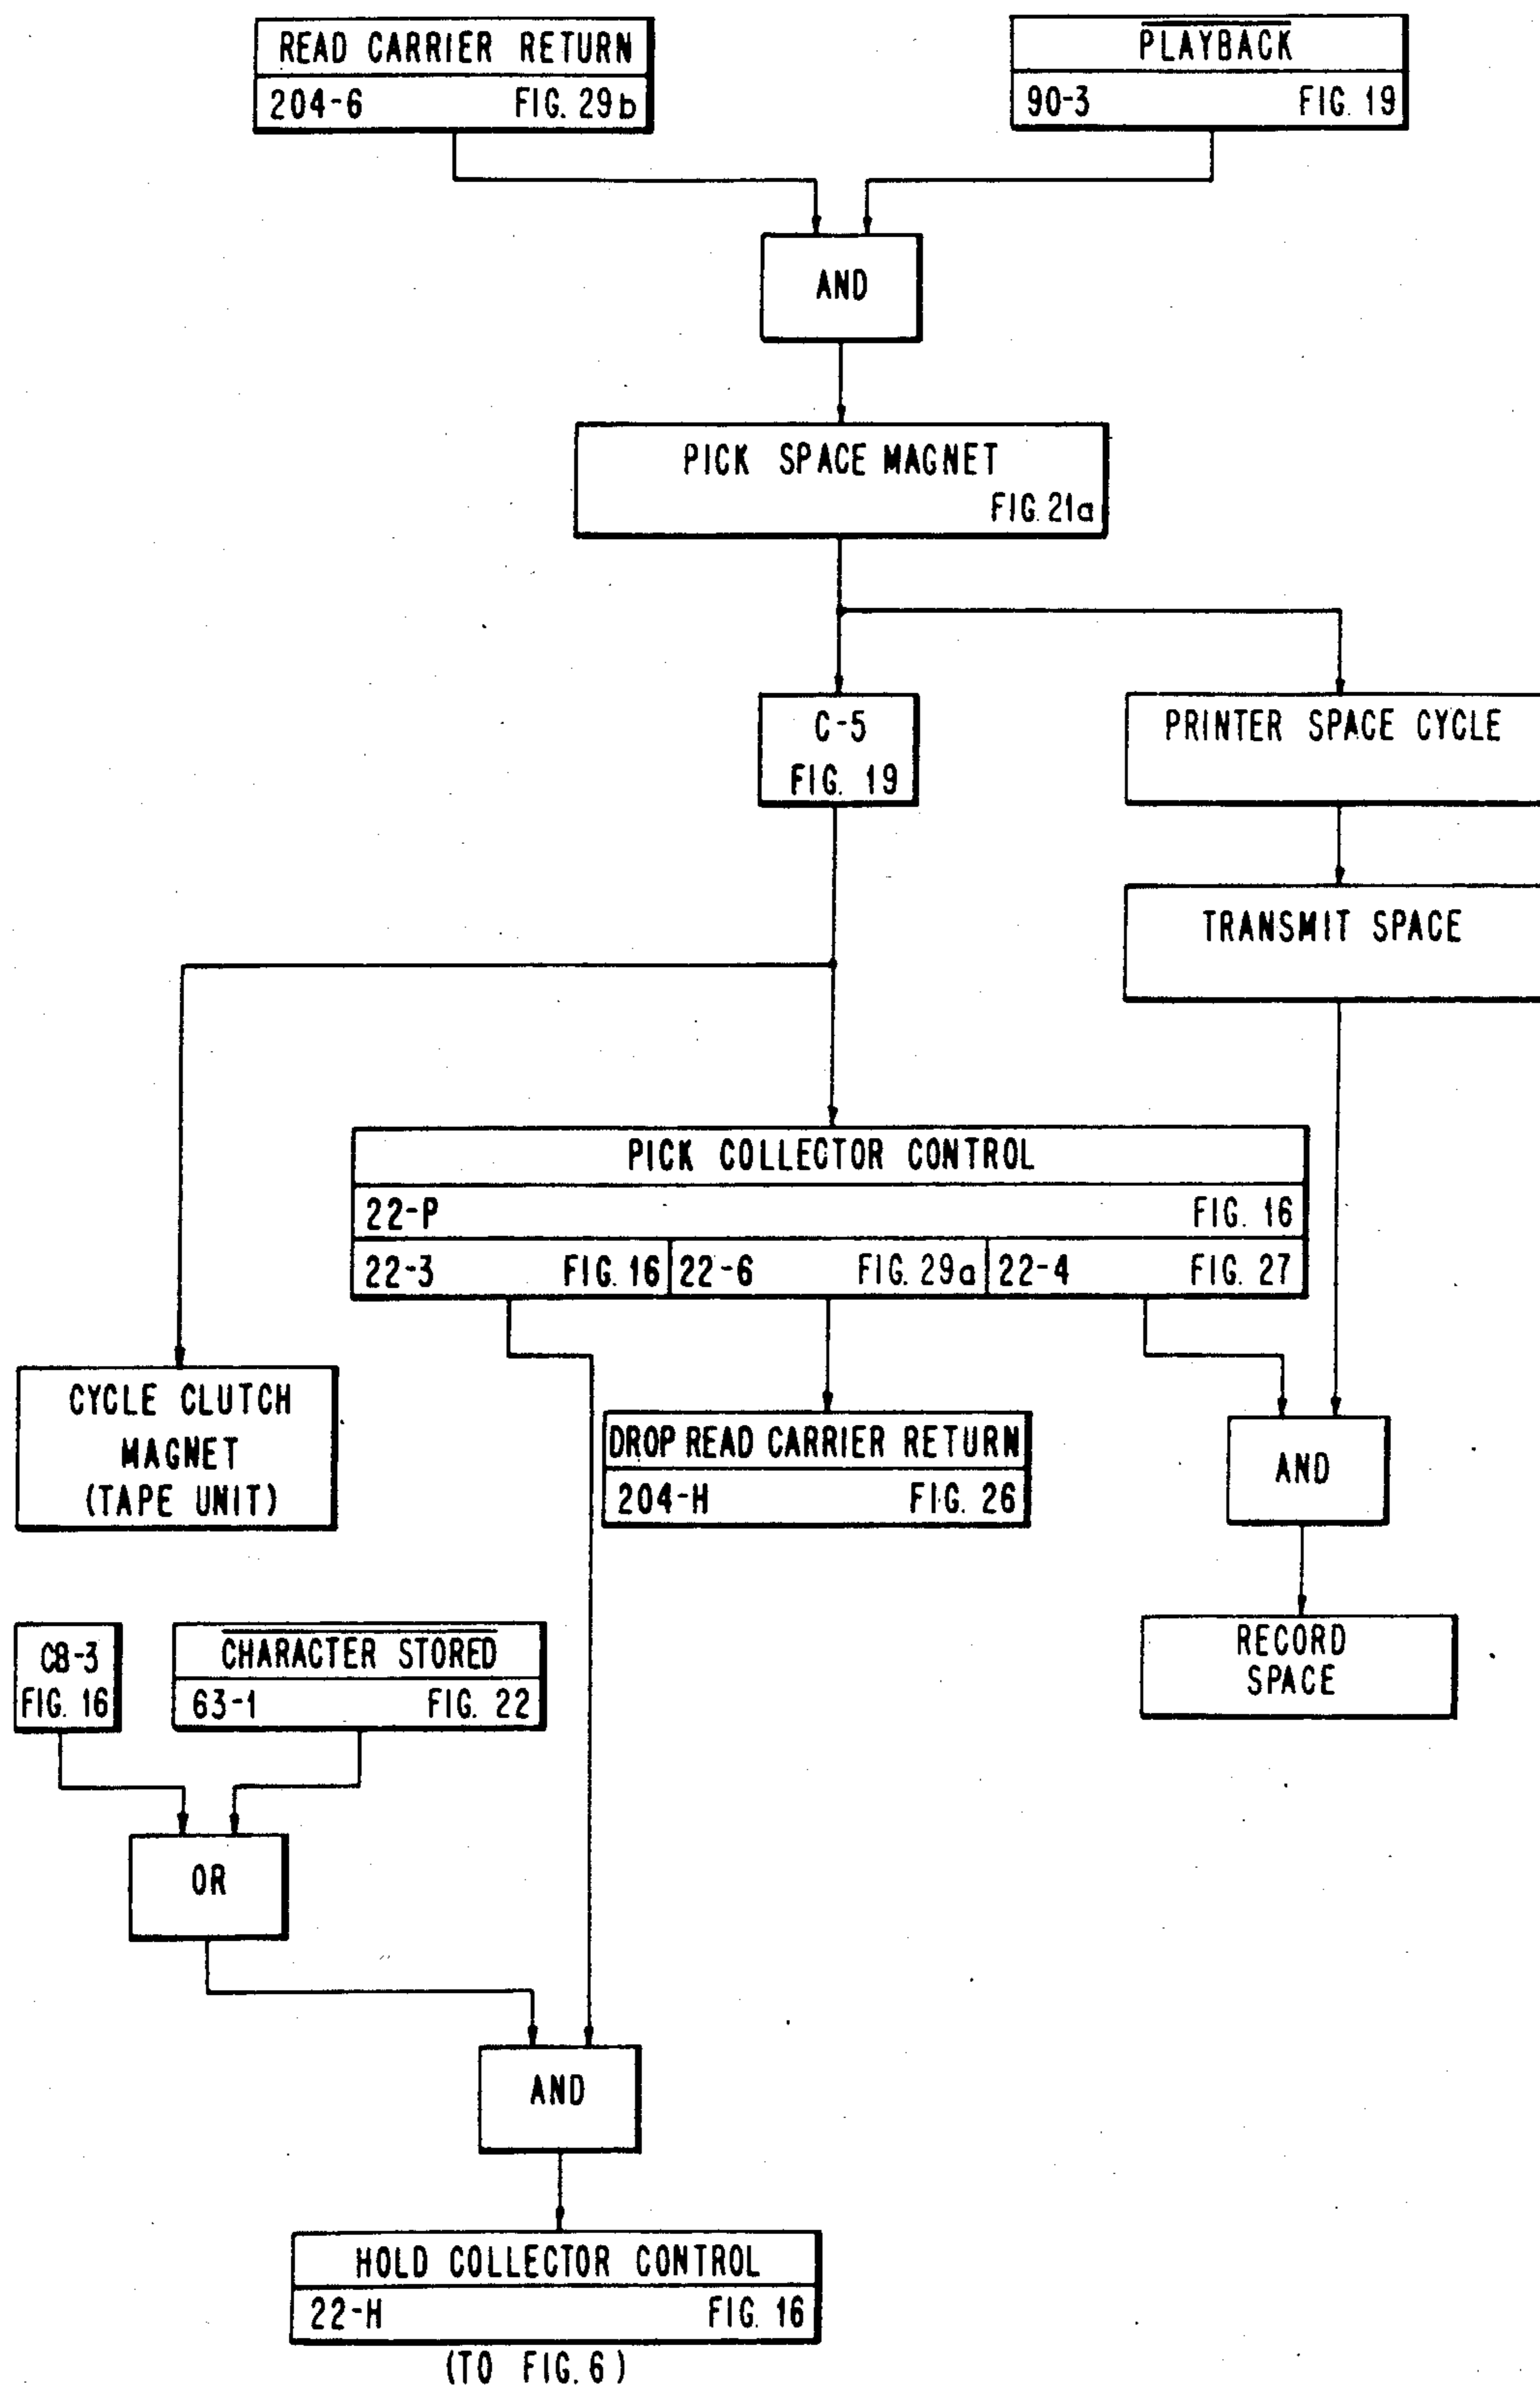 READ CARRIER RETURN
204-6 FIG. 29b
PLAYBACK
90-3 FIG. 19
AND
PICK SPACE MAGNET
FIG. 21a
C-5
FIG. 19
PRINTER SPACE CYCLE
TRANSMIT SPACE
PICK COLLECTOR CONTROL
22-P FIG. 16
22-3 FIG. 16 22-6 FIG. 29a 22-4 FIG. 27
CYCLE CLUTCH
MAGNET
(TAPE UNIT)
DROP READ CARRIER RETURN
204-H FIG. 26
AND
RECORD
SPACE
CB-3
FIG. 16
CHARACTER STORED
63-1 FIG. 22
OR
AND
HOLD COLLECTOR CONTROL
22-H FIG. 16
(TO FIG. 6)